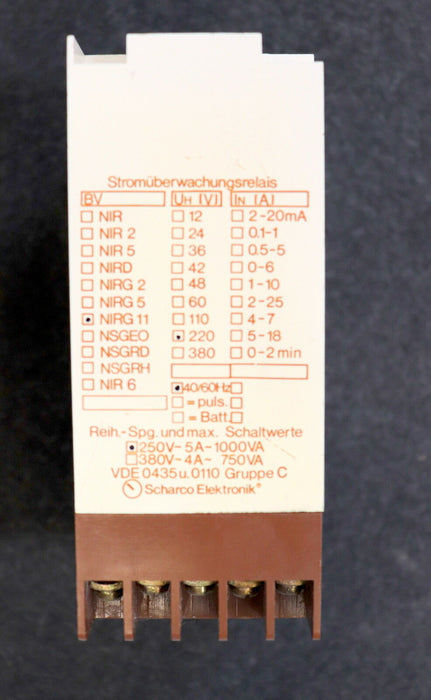 Stromüberwachungsrelais
BV UH [V] IN [A]
NIR 12 2-20mA
NIR 2 24 0.1-1
NIR 5 36 0.5-5
NIRD 42 0-6
NIRG 2 48 1-10
NIRG 5 60 2-25
NIRG 11 110 4-7
NSGEO 220 5-18
NSGRD 380 0-2 min
NSGRH
NIR 6 40/60Hz
=puls.
=Batt.
Reih.-Spg. und max. Schaltwerte
250V~5A-1000VA
380V~4A- 750VA
VDE 0435 u. 0110 Gruppe C
Scharco Elektronik®